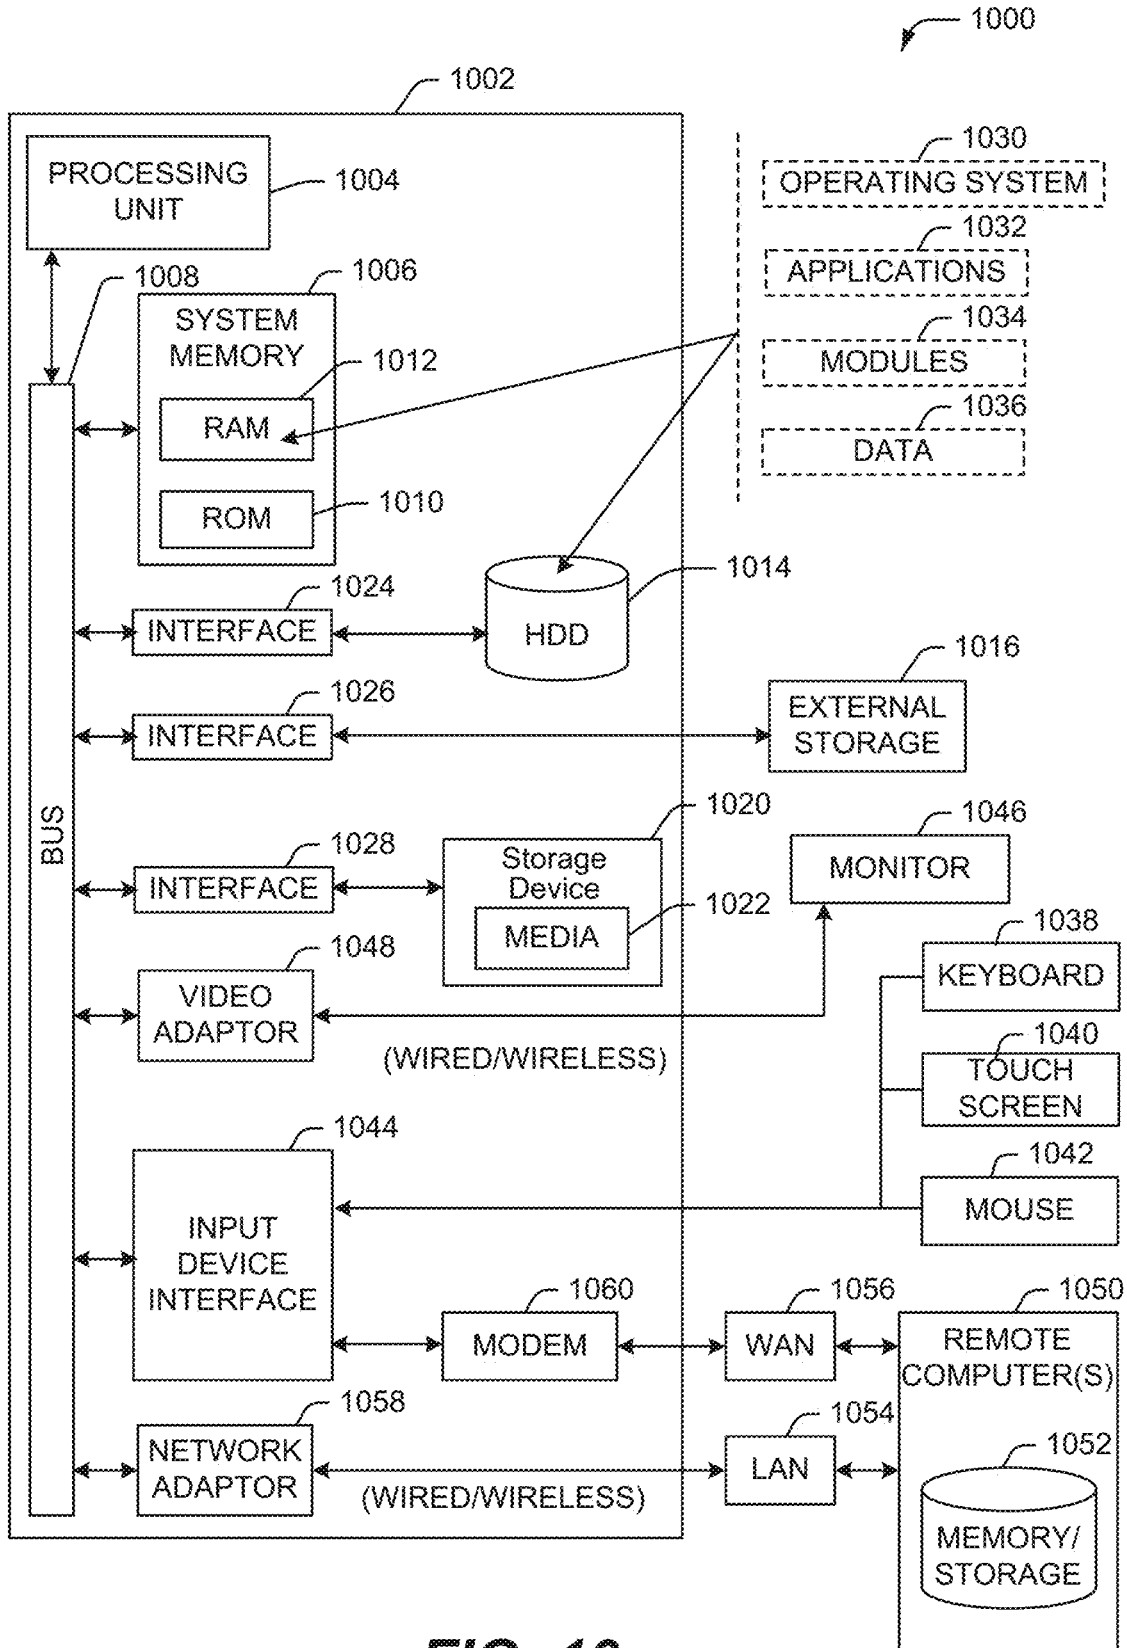 1000
1002
PROCESSING
UNIT
1004
1008
1006
SYSTEM
MEMORY
1012
RAM
1010
ROM
1030
OPERATING SYSTEM
1032
APPLICATIONS
1034
MODULES
1036
DATA
1024
INTERFACE
1014
HDD
1026
INTERFACE
1016
EXTERNAL
STORAGE
BUS
1028
INTERFACE
1020
Storage
Device
1022
MEDIA
1046
MONITOR
1048
VIDEO
ADAPTOR
(WIRED/WIRELESS)
1038
KEYBOARD
1040
TOUCH
SCREEN
1042
MOUSE
1044
INPUT
DEVICE
INTERFACE
1060
MODEM
1056
WAN
1050
REMOTE
COMPUTER(S)
1058
NETWORK
ADAPTOR
(WIRED/WIRELESS)
1054
LAN
1052
MEMORY/
STORAGE